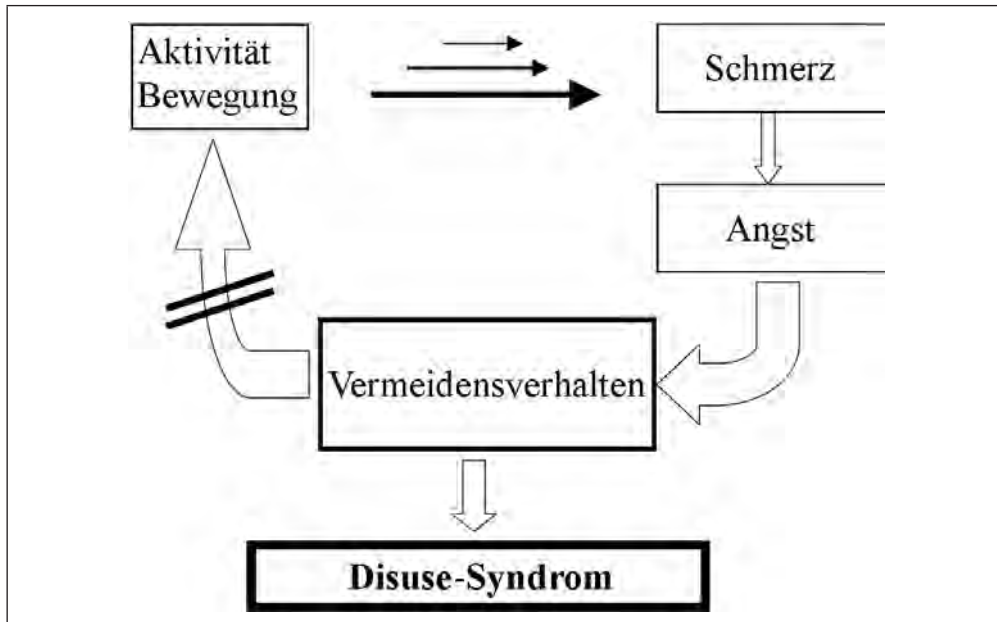 Aktivität
Bewegung
Schmerz
Angst
Vermeidensverhalten
Disuse-Syndrom